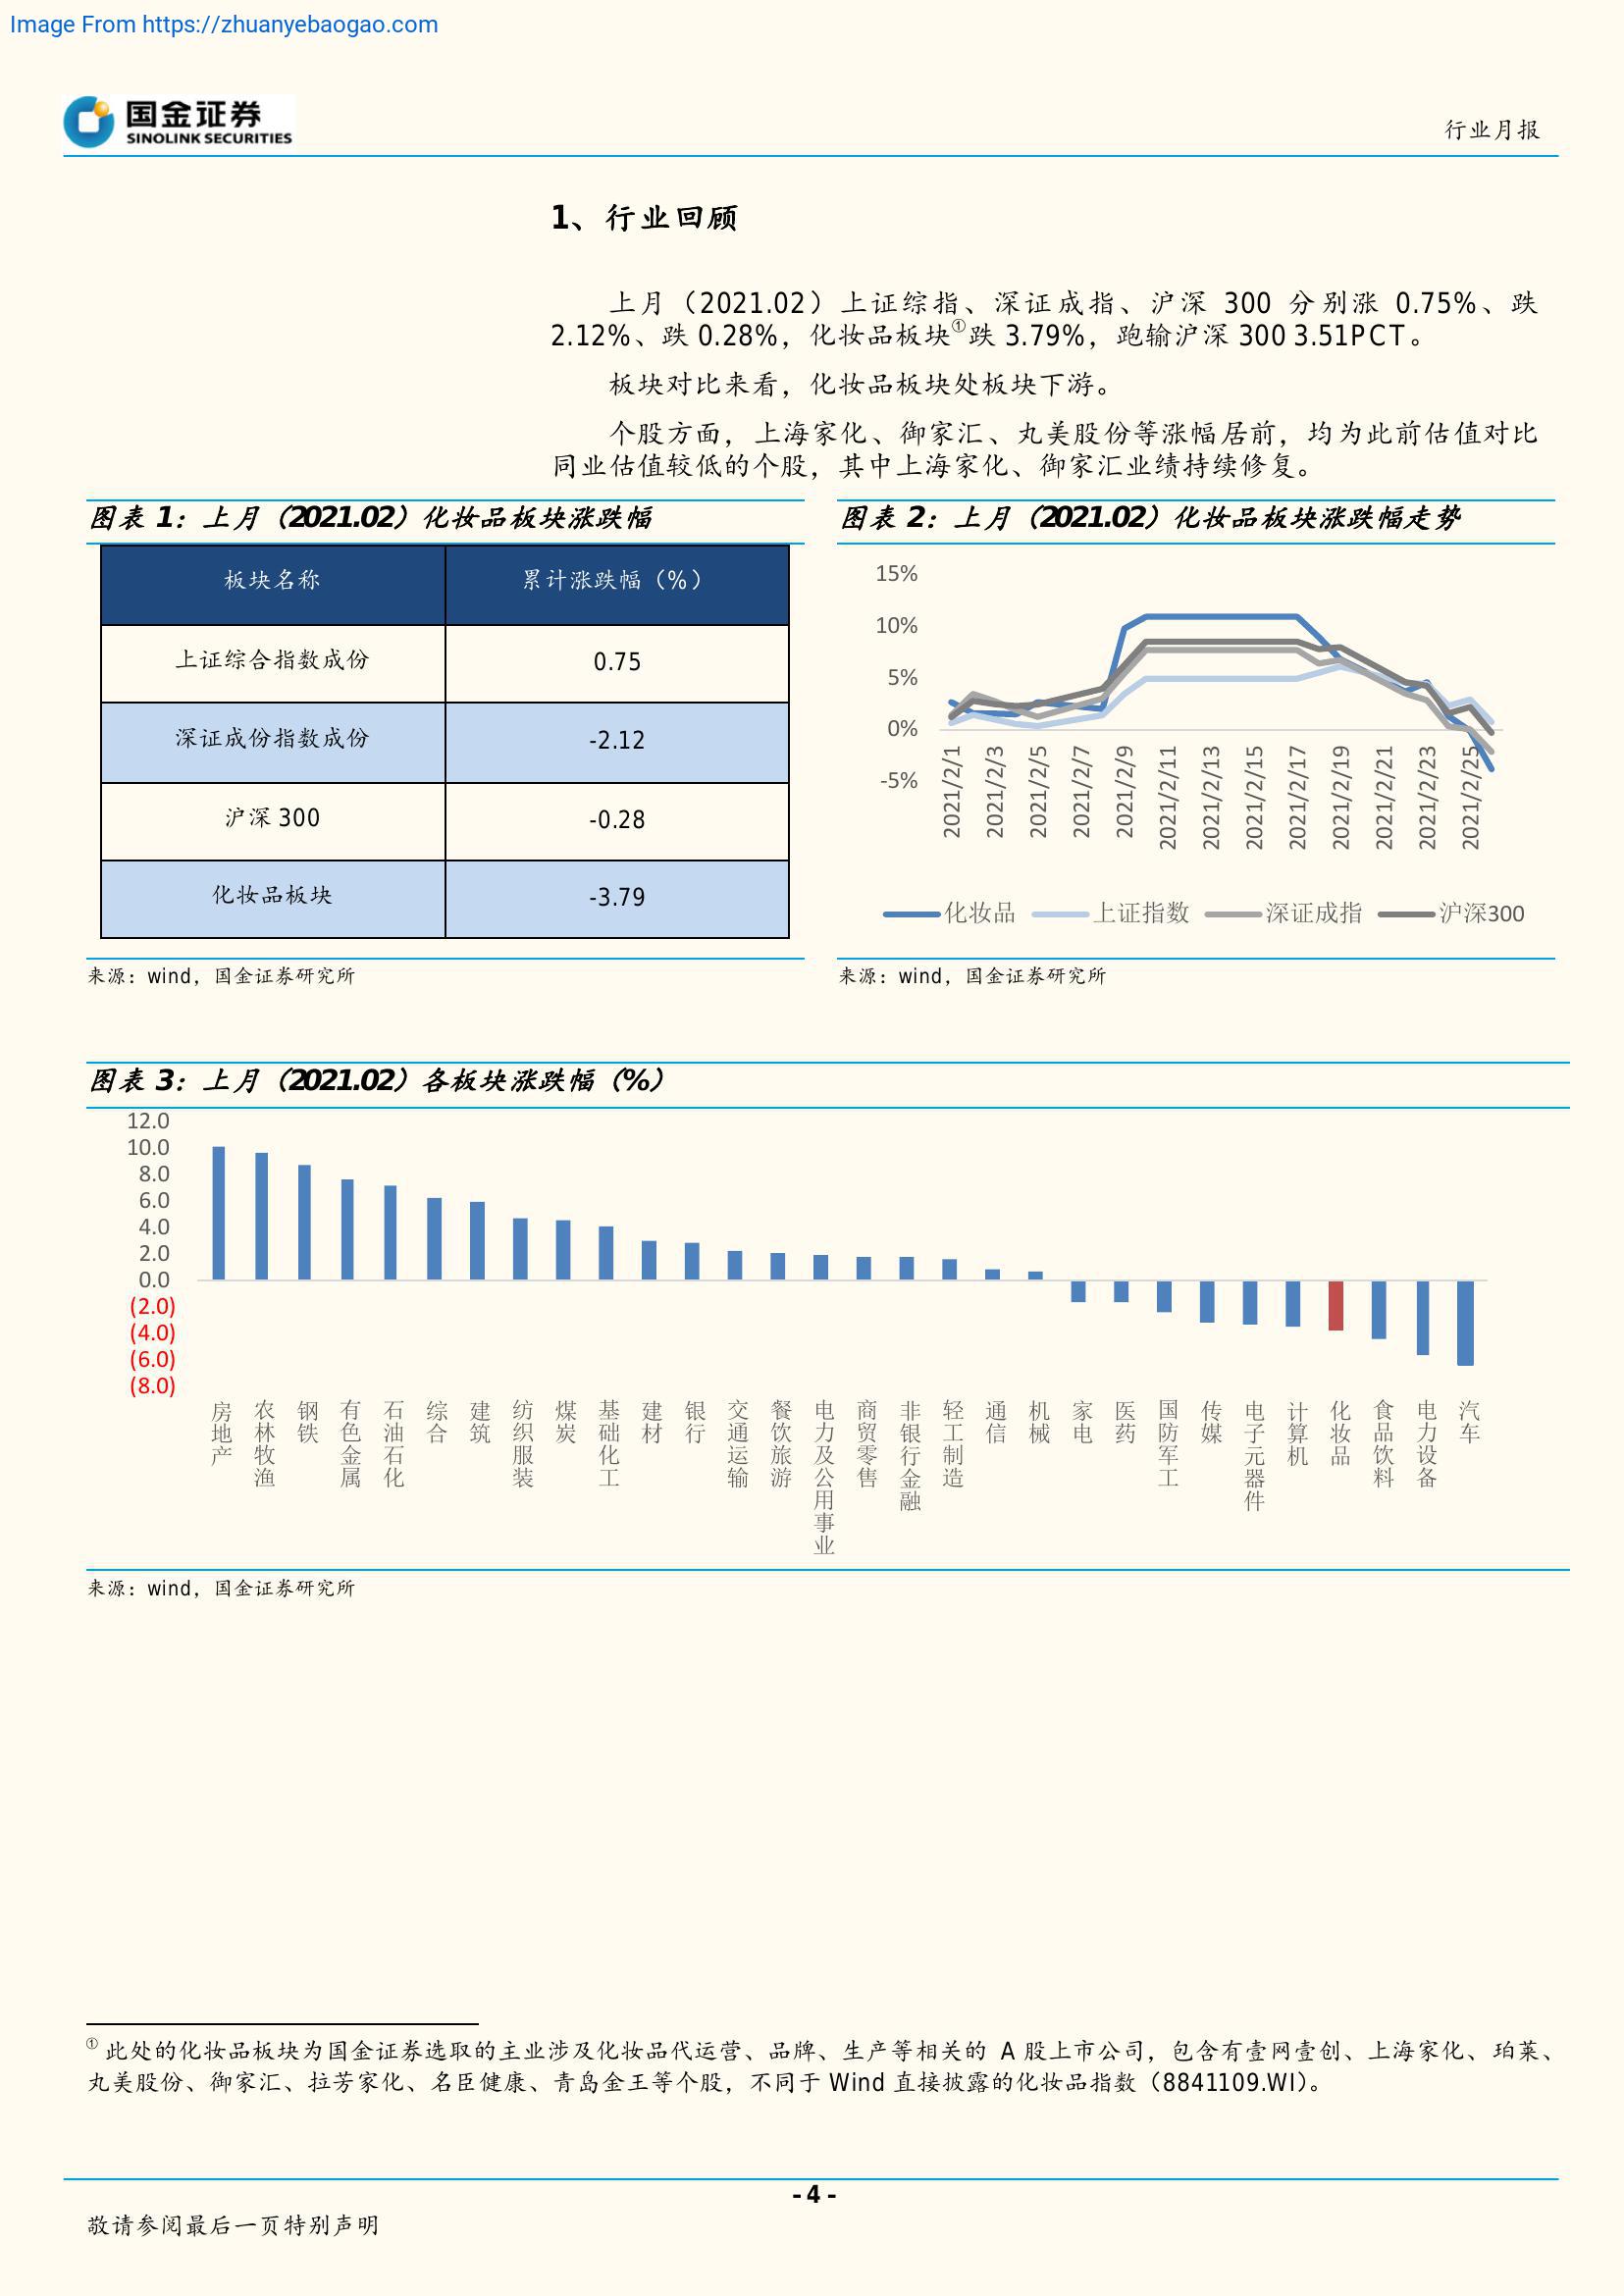 Image From https://zhuanyebaogao.com
国金证券
SINOLINK SECURITIES
行业月报
1、行业回顾
上月（2021.02）上证综指、深证成指、沪深 300 分别涨 0.75%、跌
2.12%、跌 0.28%，化妆品板块①跌 3.79%，跑输沪深 300 3.51PCT。
板块对比来看，化妆品板块处板块下游。
个股方面，上海家化、御家汇、丸美股份等涨幅居前，均为此前估值对比
同业估值较低的个股，其中上海家化、御家汇业绩持续修复。
图表 1：上月（2021.02）化妆品板块涨跌幅
板块名称 累计涨跌幅（%）
上证综合指数成份 0.75
深证成份指数成份 -2.12
沪深 300 -0.28
化妆品板块 -3.79
来源：wind，国金证券研究所
图表 2：上月（2021.02）化妆品板块涨跌幅走势
15%
10%
5%
0%
-5%
2021/2/1
2021/2/3
2021/2/5
2021/2/7
2021/2/9
2021/2/11
2021/2/13
2021/2/15
2021/2/17
2021/2/19
2021/2/21
2021/2/23
2021/2/25
化妆品 上证指数 深证成指 沪深300
来源：wind，国金证券研究所
图表 3：上月（2021.02）各板块涨跌幅（%）
12.0
10.0
8.0
6.0
4.0
2.0
0.0
(2.0)
(4.0)
(6.0)
(8.0)
房地产
农林牧渔
钢铁
有色金属
石油石化
综合
建筑
纺织服装
煤炭
基础化工
建材
银行
交通运输
餐饮旅游
电力及公用事业
商贸零售
非银行金融
轻工制造
通信
机械
家电
医药
国防军工
传媒
电子元器件
计算机
化妆品
食品饮料
电力设备
汽车
来源：wind，国金证券研究所
① 此处的化妆品板块为国金证券选取的主业涉及化妆品代运营、品牌、生产等相关的 A 股上市公司，包含有壹网壹创、上海家化、珀莱、
丸美股份、御家汇、拉芳家化、名臣健康、青岛金王等个股，不同于 Wind 直接披露的化妆品指数（8841109.WI）。
- 4 -
敬请参阅最后一页特别声明